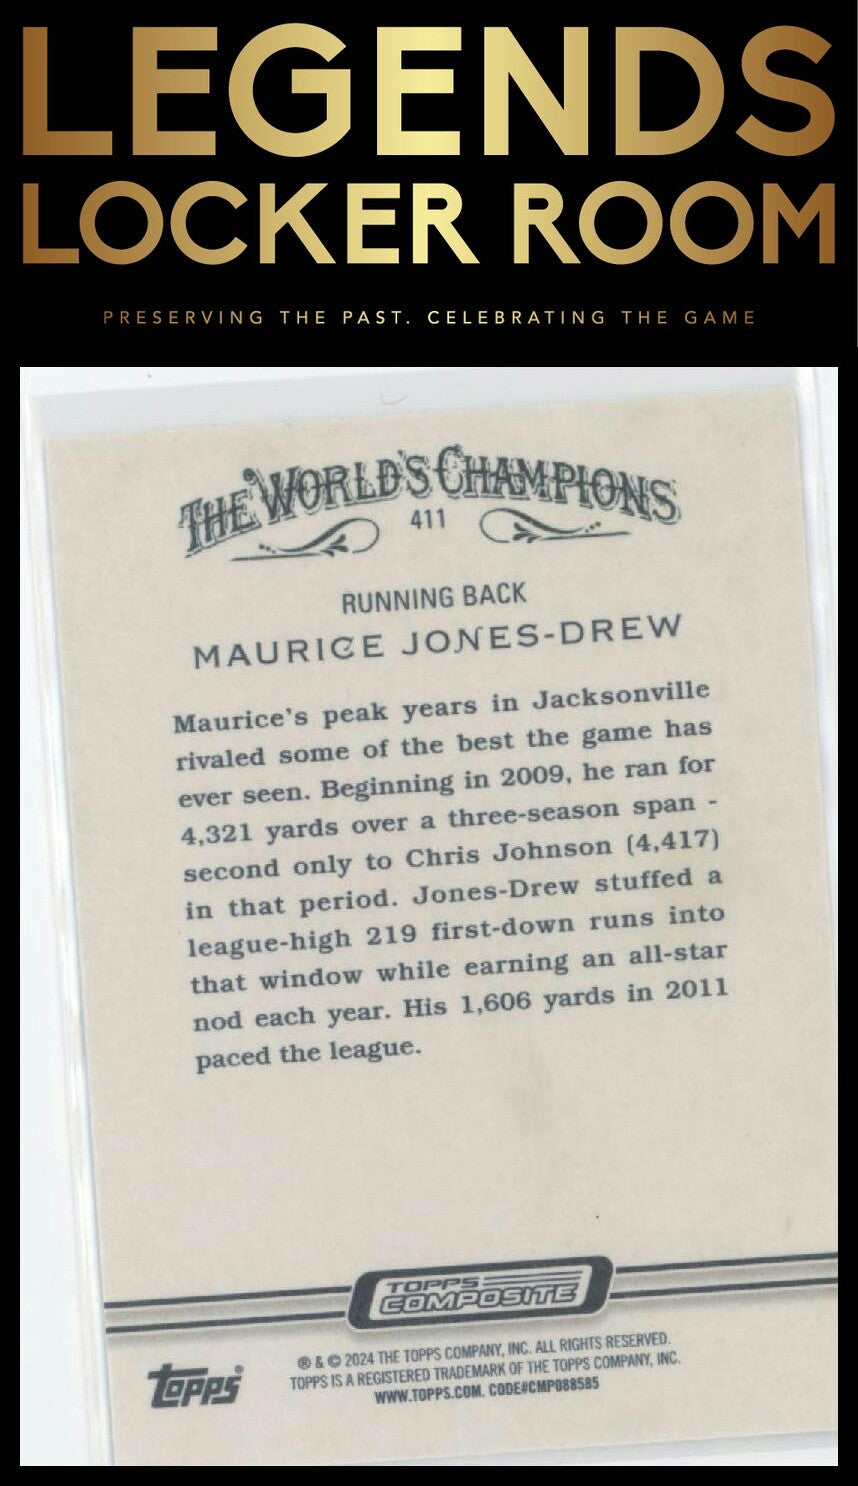 LEGENDS
LOCKER ROOM
PRESERVING THE PAST. CELEBRATING THE GAME
THE WORLD'S CHAMPIONS
411
RUNNING BACK
MAURICE JONES-DREW
Maurice's peak years in Jacksonville
rivaled some of the best the game has
ever seen. Beginning in 2009, he ran for
4,321 yards over a three-season span -
second only to Chris Johnson (4,417)
in that period. Jones-Drew stuffed a
league-high 219 first-down runs into
that window while earning an all-star
nod each year. His 1,606 yards in 2011
paced the league.
TOPPS
COMPOSITE
topps®
® & © 2024 THE TOPPS COMPANY, INC. ALL RIGHTS RESERVED.
TOPPS IS A REGISTERED TRADEMARK OF THE TOPPS COMPANY, INC.
WWW.TOPPS.COM. CODE#CMP088585